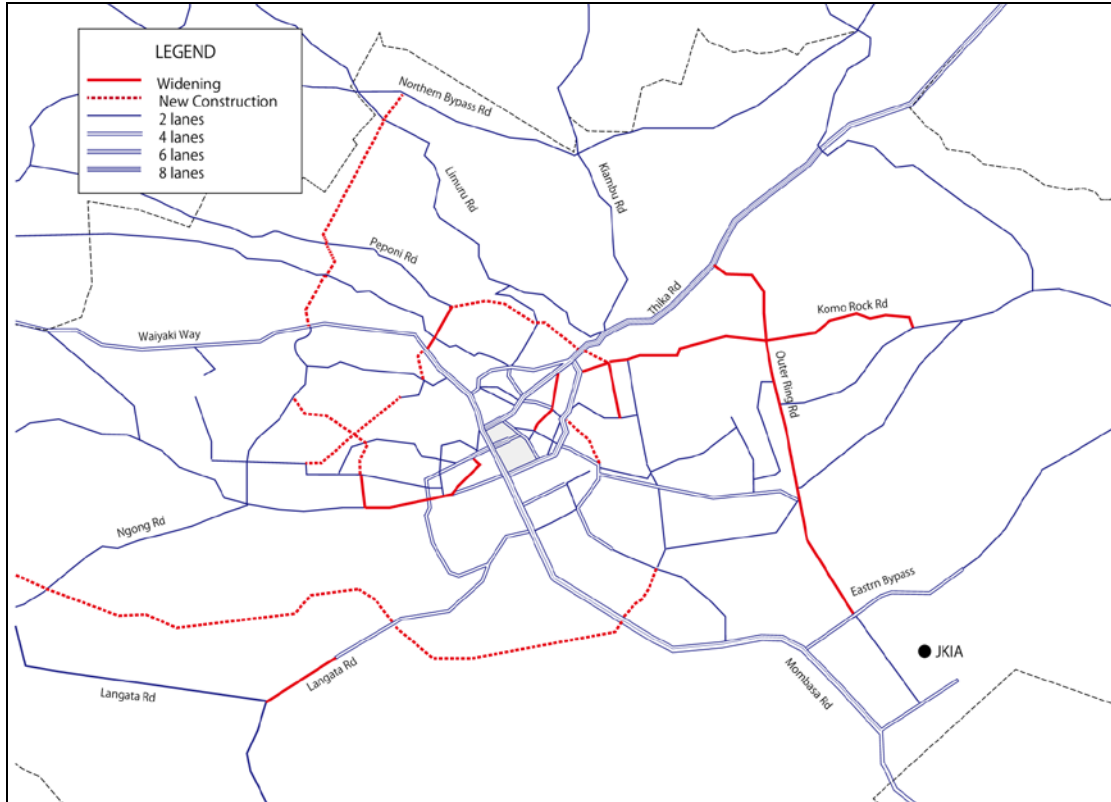 LEGEND
Widening
New Construction
2 lanes
4 lanes
6 lanes
8 lanes
Northern Bypass Rd
Limuru Rd
Kiambu Rd
Peponi Rd
Thika Rd
Komo Rock Rd
Waiyaki Way
Outer Ring Rd
Ngong Rd
Eastrn Bypass
JKIA
Langata Rd
Langata Rd
Mombasa Rd